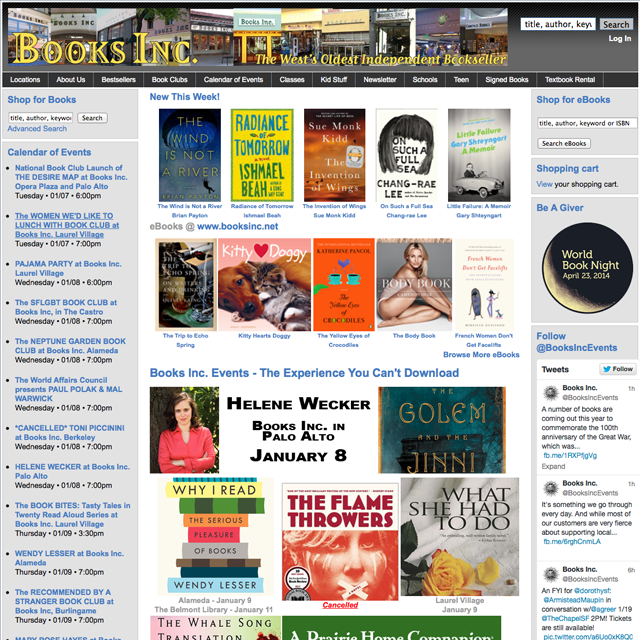 BOOKS INC.
The West's Oldest Independent Bookseller
title, author, keyw
Search
Log In
Locations
About Us
Bestsellers
Book Clubs
Calendar of Events
Classes
Kid Stuff
Newsletter
Schools
Teen
Signed Books
Textbook Rental
Shop for Books
title, author, keywo
Search
Advanced Search
Calendar of Events
National Book Club Launch of
THE DESIRE MAP at Books Inc.
Opera Plaza and Palo Alto
Tuesday • 01/07 • 6:00pm
The WOMEN WE'D LIKE TO
LUNCH WITH BOOK CLUB at
Books Inc. Laurel Village
Tuesday • 01/07 • 7:00pm
PAJAMA PARTY at Books Inc.
Laurel Village
Wednesday • 01/08 • 6:00pm
The SFLGBT BOOK CLUB at
Books Inc, in The Castro
Wednesday • 01/08 • 7:00pm
The NEPTUNE GARDEN BOOK
CLUB at Books Inc. Alameda
Wednesday • 01/08 • 7:00pm
The World Affairs Council
presents PAUL POLAK & MAL
WARWICK
Wednesday • 01/08 • 7:00pm
*CANCELLED* TONI PICCININI
at Books Inc. Berkeley
Wednesday • 01/08 • 7:00pm
HELENE WECKER at Books Inc.
Palo Alto
Wednesday • 01/08 • 7:00pm
The BOOK BITES: Tasty Tales in
Twenty Read Aloud Series at
Books Inc. Laurel Village
Thursday • 01/09 • 3:30pm
WENDY LESSER at Books Inc.
Alameda
Thursday • 01/09 • 7:00pm
The RECOMMENDED BY A
STRANGER BOOK CLUB at
Books Inc, Burlingame
Thursday • 01/09 • 7:00pm
MARY ROSE HAYES at Books
New This Week!
THE WIND IS NOT A RIVER
BRIAN PAYTON
RADIANCE OF TOMORROW
ISHMAEL BEAH
Sue Monk Kidd
The Invention of Wings
ON SUCH A FULL SEA
CHANG-RAE LEE
Little Failure
Gary Shteyngart
A Memoir
The Wind is Not a River
Brian Payton
Radiance of Tomorrow
Ishmael Beah
The Invention of Wings
Sue Monk Kidd
On Such a Full Sea
Chang-rae Lee
Little Failure: A Memoir
Gary Shteyngart
eBooks @ www.booksinc.net
THE TRIP TO ECHO SPRING
Kitty Doggy
KATHERINE PANCOL
The Yellow Eyes of CROCODILES
THE BODY BOOK
French Women Don't Get Facelifts
The Trip to Echo
Spring
Kitty Hearts Doggy
The Yellow Eyes of
Crocodiles
The Body Book
French Women Don't
Get Facelifts
Browse More eBooks
Books Inc. Events - The Experience You Can't Download
HELENE WECKER
BOOKS INC. IN
PALO ALTO
JANUARY 8
THE
GOLEM
AND THE
JINNI
WHY I READ
THE SERIOUS
PLEASURE
OF BOOKS
WENDY LESSER
THE FLAME
THROWERS
Cancelled
WHAT
SHE HAD
TO DO
Alameda - January 9
The Belmont Library - January 11
Laurel Village
January 9
THE WHALE SONG
TRANSLATION
A Prairie Home Companion
Shop for eBooks
title, author, keyword or ISBN
Search eBooks
Shopping cart
View your shopping cart.
Be A Giver
World
Book Night
April 23, 2014
Follow
@BooksIncEvents
Tweets
Follow
Books Inc. 1h
@BooksIncEvents
A number of books are
coming out this year to
commemorate the 100th
anniversary of the Great War,
which was...
fb.me/1RXPfjgVg
Expand
Books Inc. 1h
@BooksIncEvents
It's something we go through
every day. And while most of
our customers are very fierce
about supporting local...
fb.me/6rghCnmLA
Books Inc. 6h
@BooksIncEvents
An FYI for @dorothysf:
@ArmisteadMaupin in
conversation w/@agreer 1/19
@TheChapelSF 2PM! Tickets
are still available!
pic.twitter.com/a6Uo0xK8QC